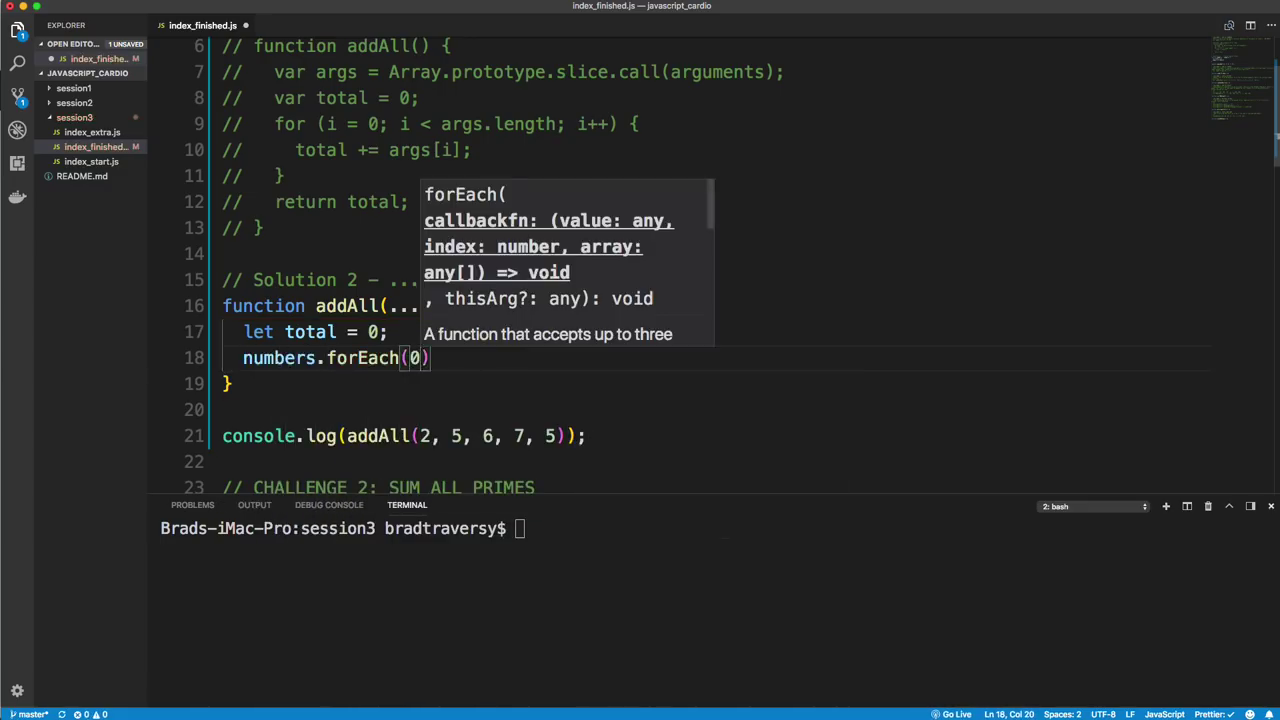 index_finished.js — javascript_cardio
EXPLORER
index_finished.js
OPEN EDITO... 1 UNSAVED
index_finishe... M
JAVASCRIPT_CARDIO
session1
session2
session3
index_extra.js
index_finished... M
index_start.js
README.md
1
1
6 // function addAll() {
7 //   var args = Array.prototype.slice.call(arguments);
8 //   var total = 0;
9 //   for (i = 0; i < args.length; i++) {
10 //     total += args[i];
11 //   }
12 //   return total;
13 // }
14
15 // Solution 2 - ...
16 function addAll(...
17   let total = 0;
18   numbers.forEach(0)
19 }
20
21 console.log(addAll(2, 5, 6, 7, 5));
22
23 // CHALLENGE 2: SUM ALL PRIMES
forEach(
callbackfn: (value: any,
index: number, array:
any[]) => void
, thisArg?: any): void
A function that accepts up to three
PROBLEMS OUTPUT DEBUG CONSOLE TERMINAL 2: bash
Brads-iMac-Pro:session3 bradtraversy$
master* 0 0 Go Live Ln 18, Col 20 Spaces: 2 UTF-8 LF JavaScript Prettier: ✓